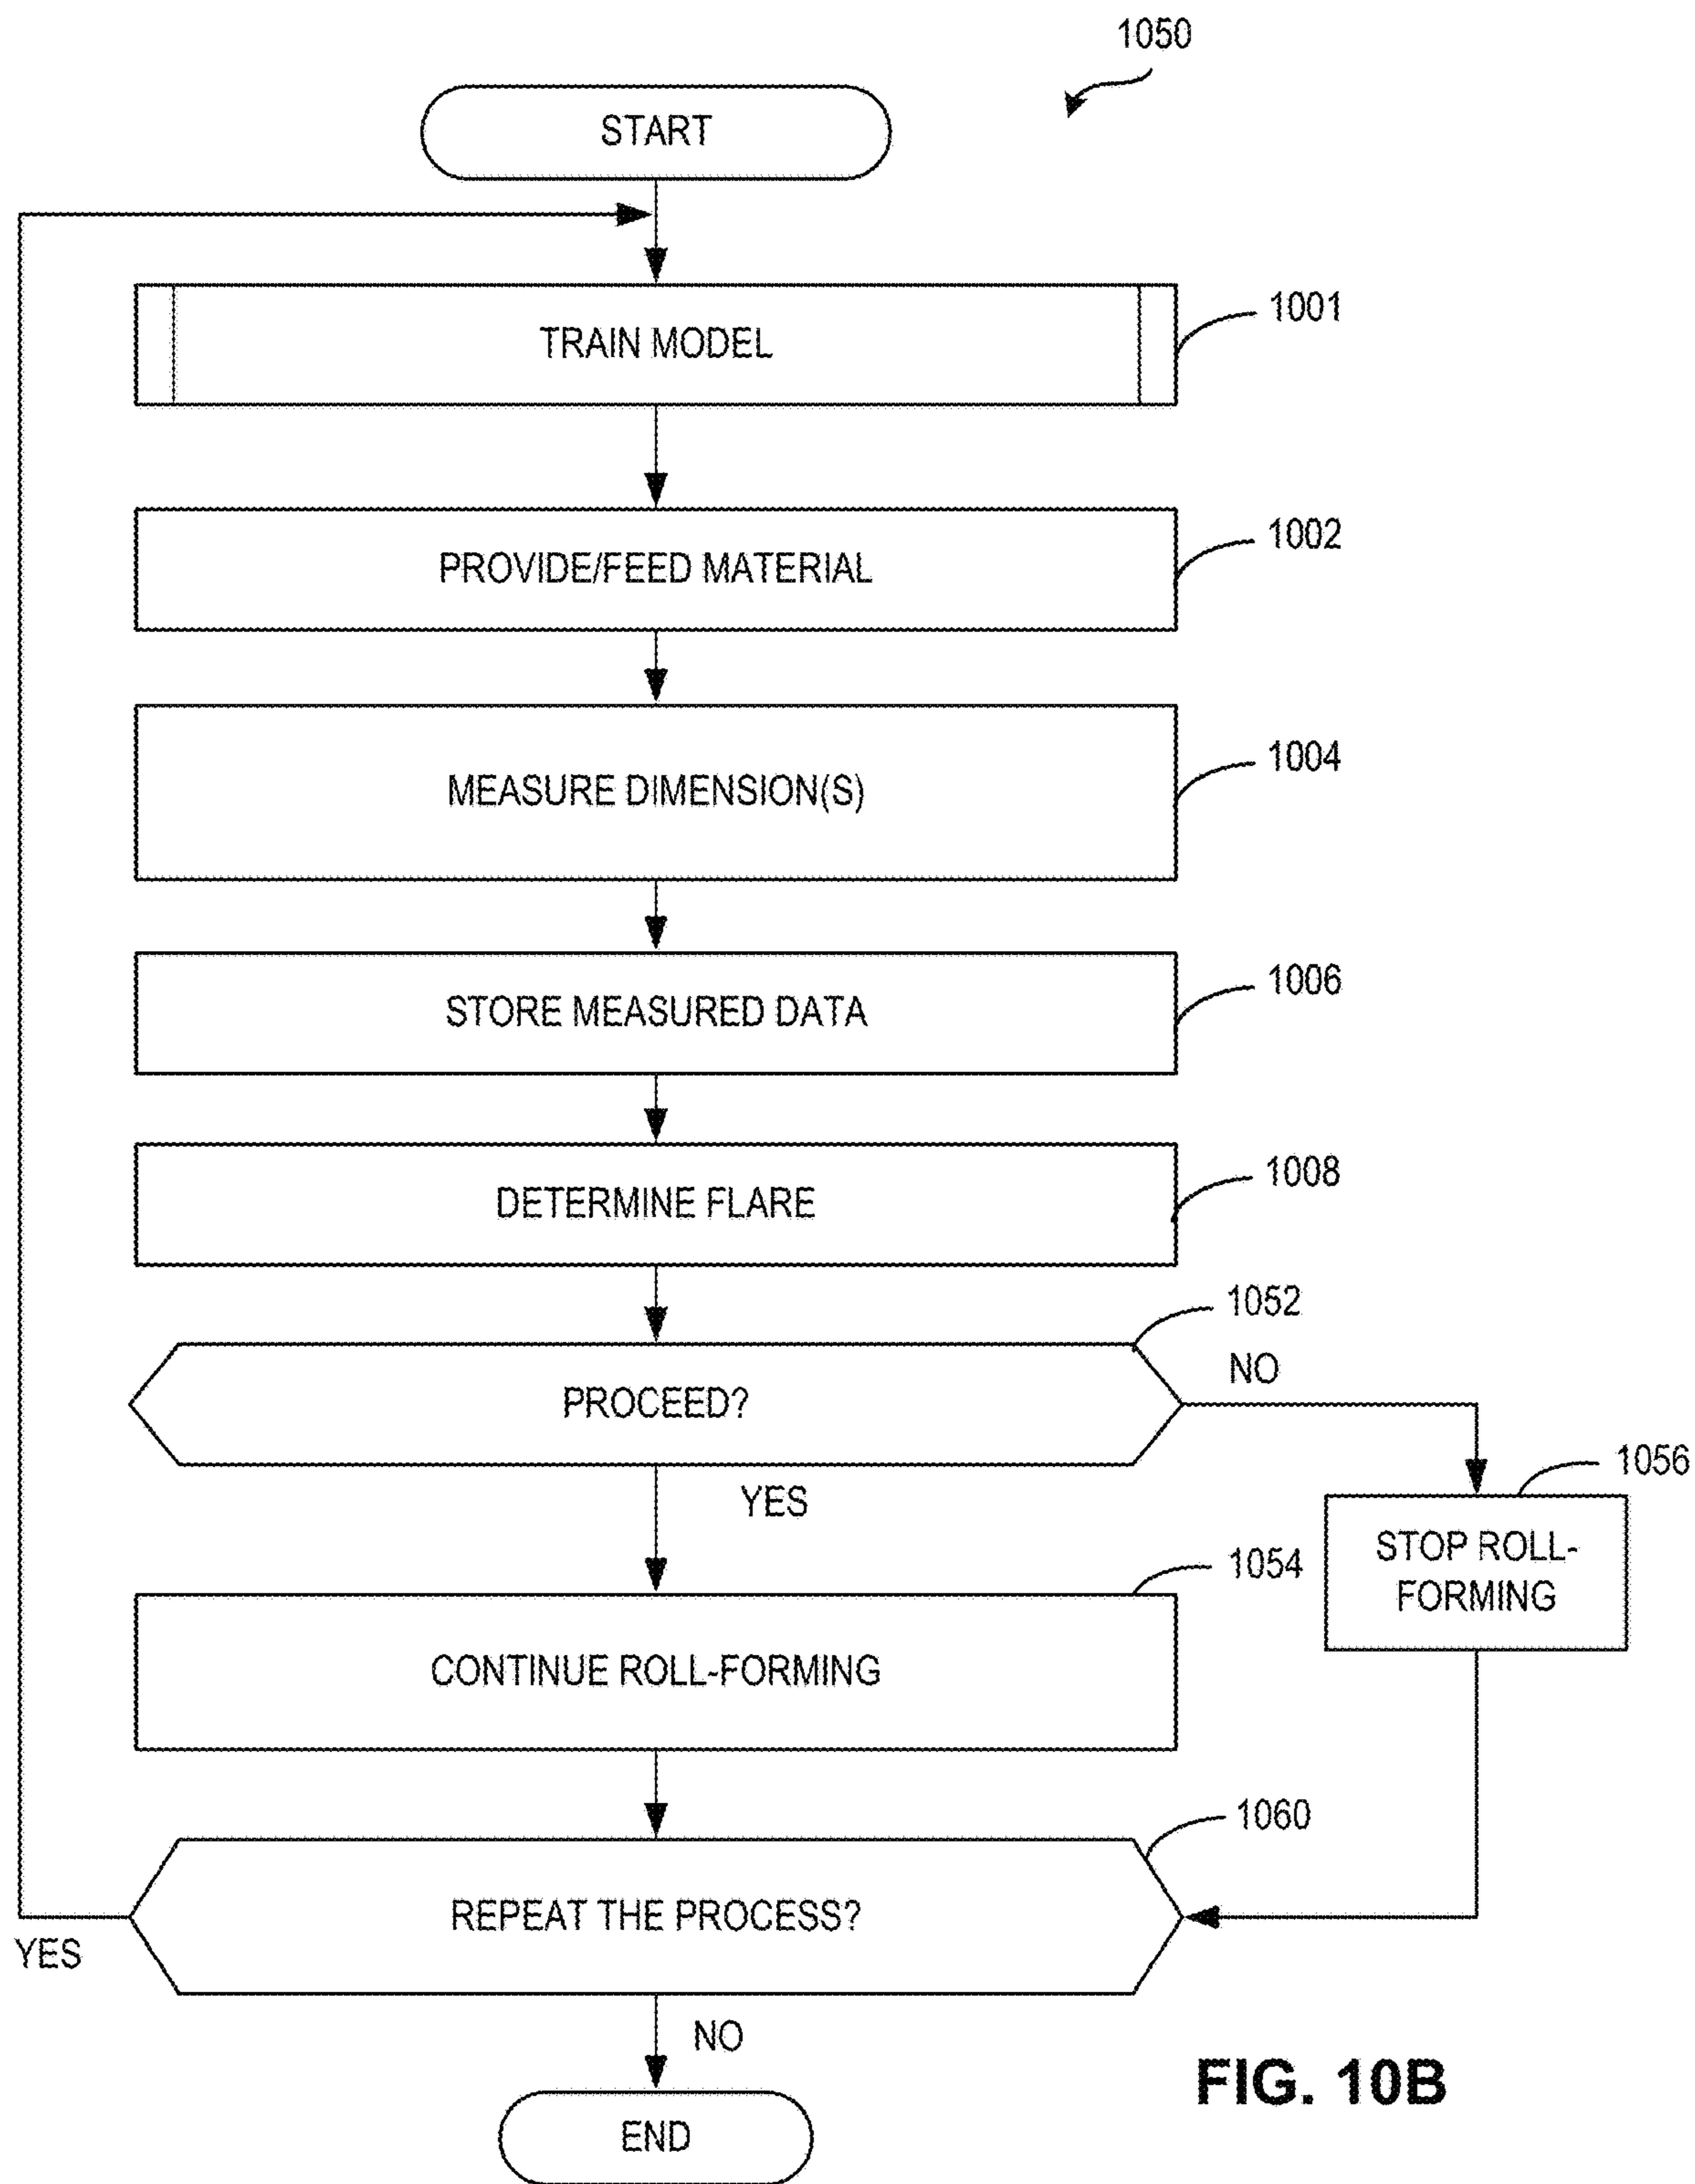 1050
START
TRAIN MODEL
1001
PROVIDE/FEED MATERIAL
1002
MEASURE DIMENSION(S)
1004
STORE MEASURED DATA
1006
DETERMINE FLARE
1008
1052
PROCEED?
NO
YES
1056
STOP ROLL-
FORMING
1054
CONTINUE ROLL-FORMING
1060
REPEAT THE PROCESS?
YES
NO
END
FIG. 10B